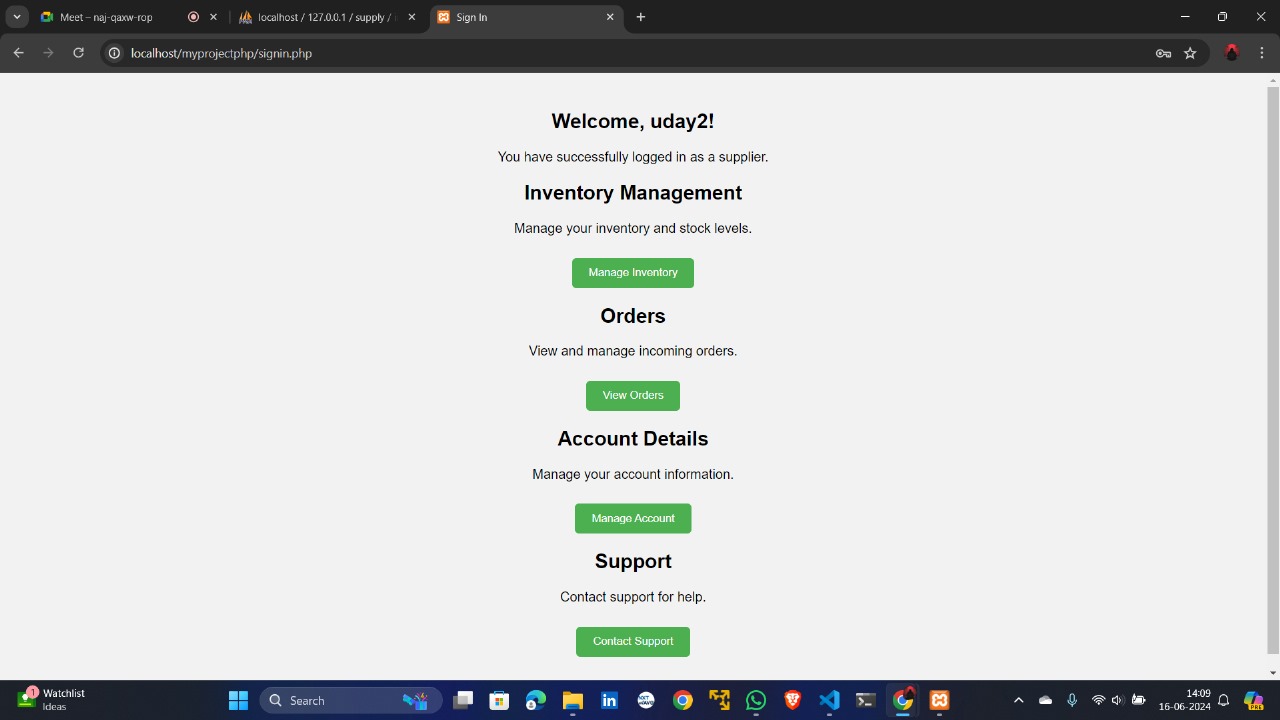 Meet – naj-qaxw-rop
localhost / 127.0.0.1 / supply /
Sign In
localhost/myprojectphp/signin.php
Welcome, uday2!
You have successfully logged in as a supplier.
Inventory Management
Manage your inventory and stock levels.
Manage Inventory
Orders
View and manage incoming orders.
View Orders
Account Details
Manage your account information.
Manage Account
Support
Contact support for help.
Contact Support
1
Watchlist
Ideas
Search
14:09
16-06-2024